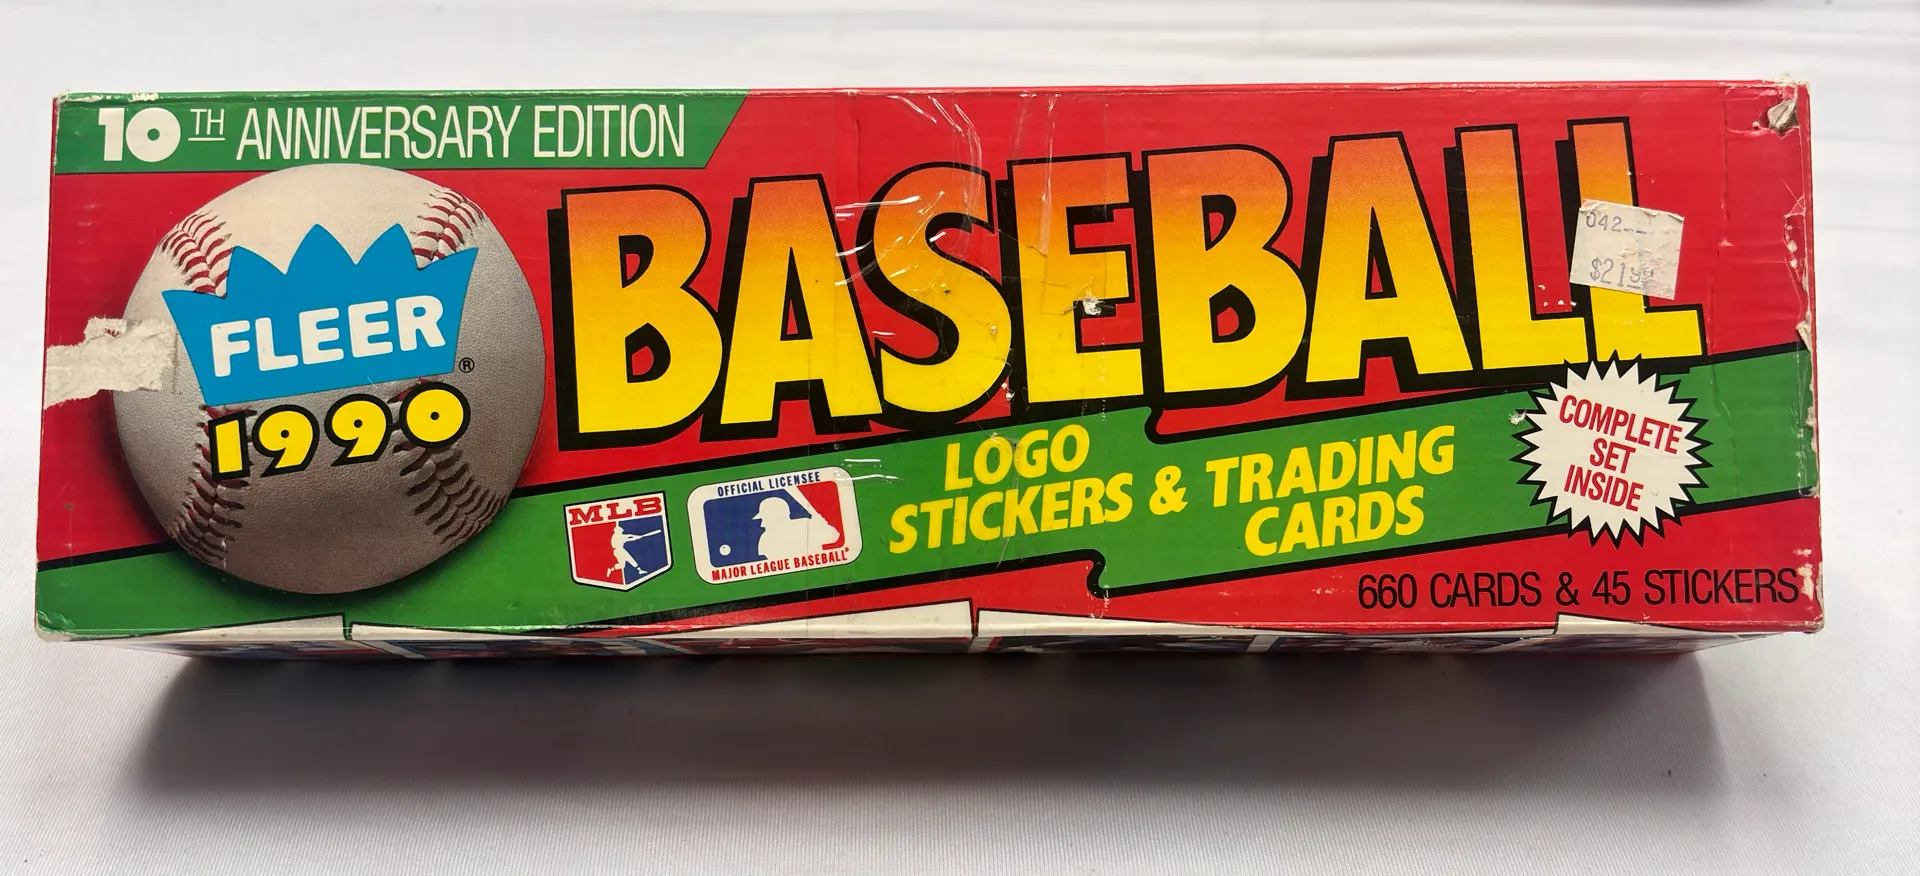 10TH ANNIVERSARY EDITION
FLEER®
1990
BASEBALL
LOGO
STICKERS & TRADING
CARDS
MLB
OFFICIAL LICENSEE
MAJOR LEAGUE BASEBALL®
042
$21.99
COMPLETE
SET
INSIDE
660 CARDS & 45 STICKERS